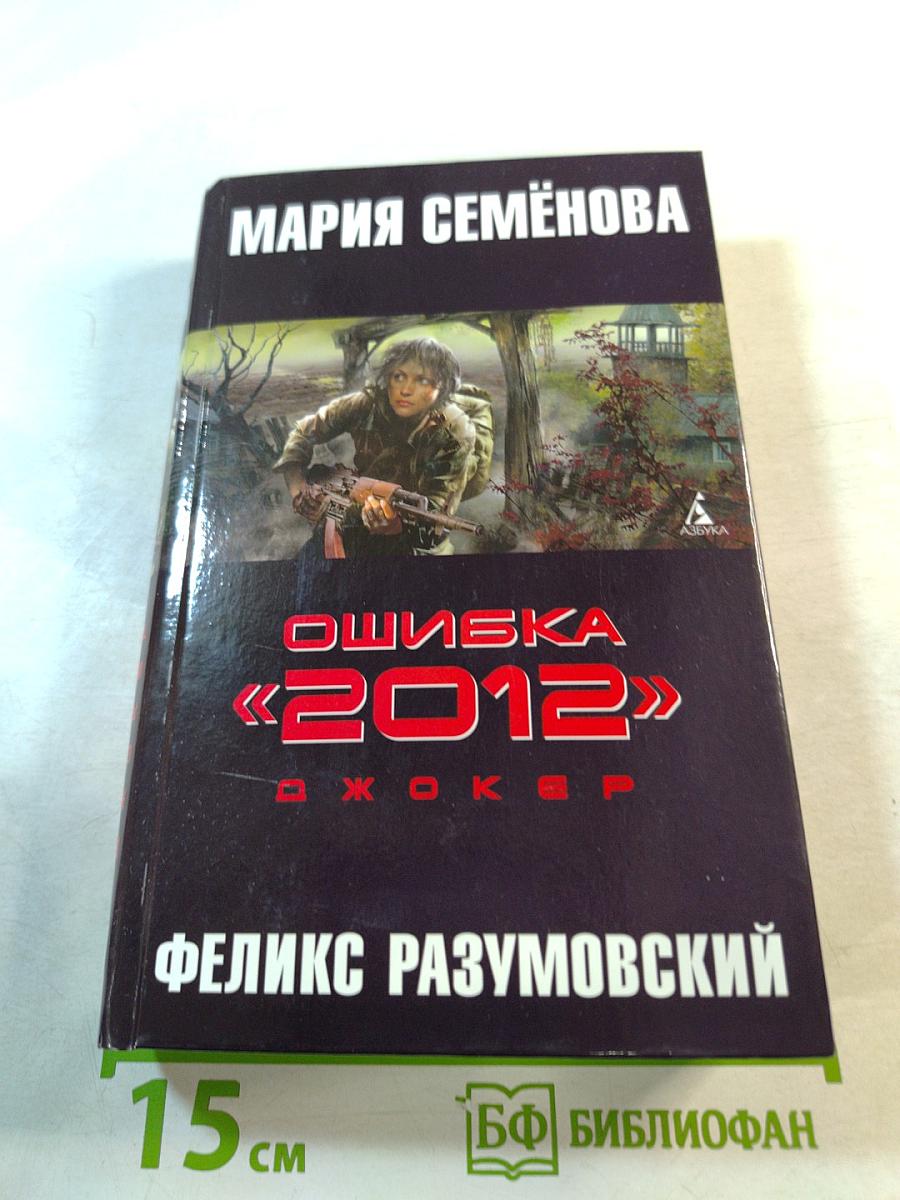 МАРИЯ СЕМЁНОВА
АЗБУКА
ОШИБКА
«2012»
ДЖОКЕР
ФЕЛИКС РАЗУМОВСКИЙ
15 см
БФ БИБЛИОФАН